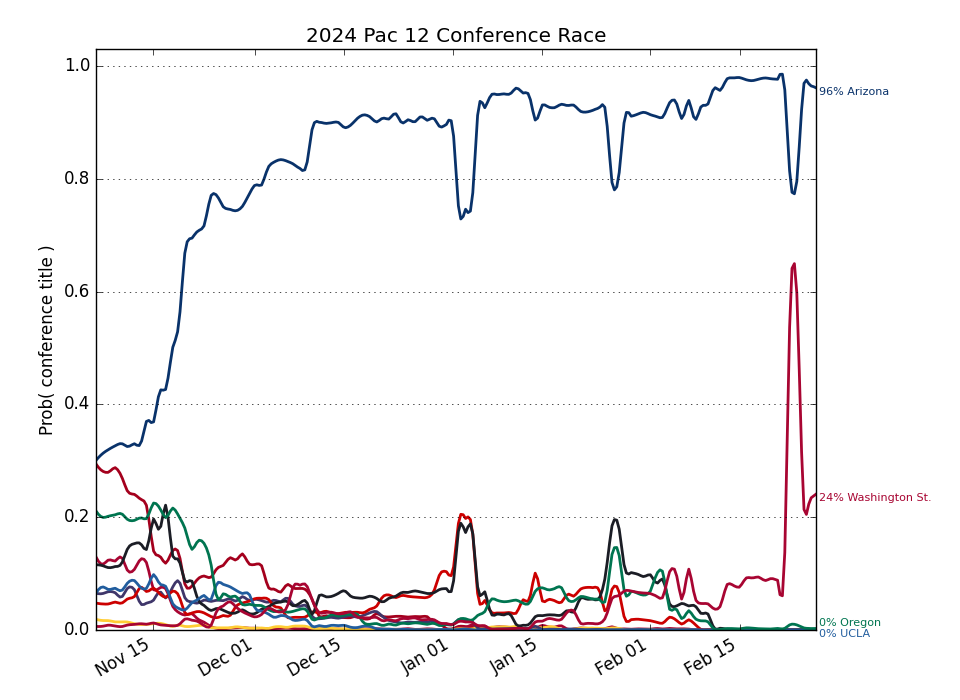 2024 Pac 12 Conference Race
Prob( conference title )
1.0
0.8
0.6
0.4
0.2
0.0
Nov 15
Dec 01
Dec 15
Jan 01
Jan 15
Feb 01
Feb 15
96% Arizona
24% Washington St.
0% Oregon
0% UCLA